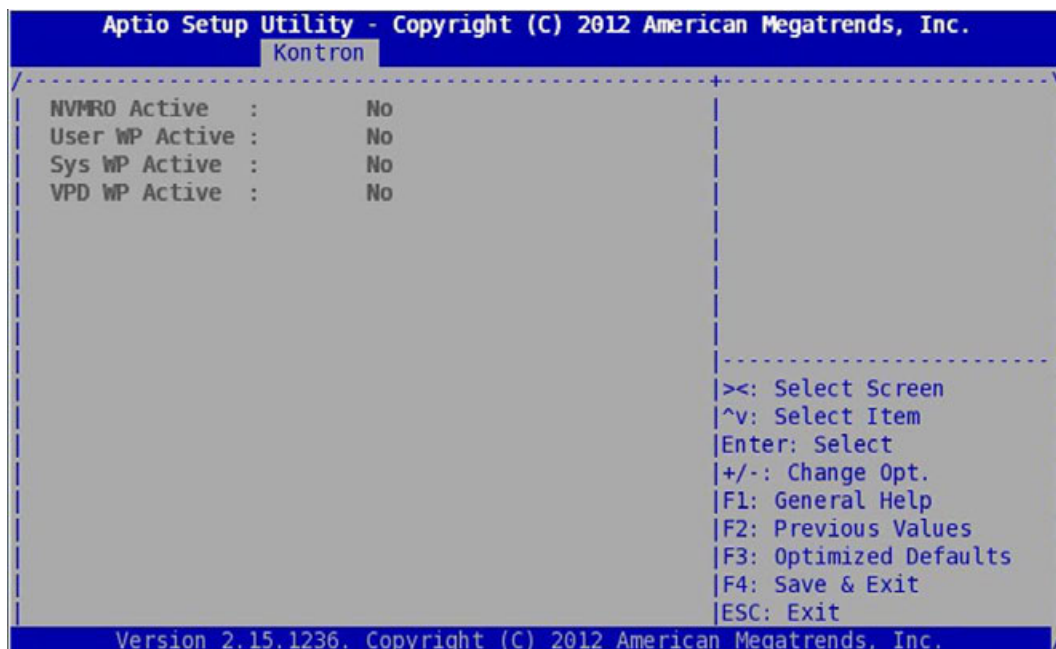 Aptio Setup Utility - Copyright (C) 2012 American Megatrends, Inc.
Kontron
NVMRO Active : No
User WP Active : No
Sys WP Active : No
VPD WP Active : No
><: Select Screen
^v: Select Item
Enter: Select
+/-: Change Opt.
F1: General Help
F2: Previous Values
F3: Optimized Defaults
F4: Save & Exit
ESC: Exit
Version 2.15.1236. Copyright (C) 2012 American Megatrends, Inc.